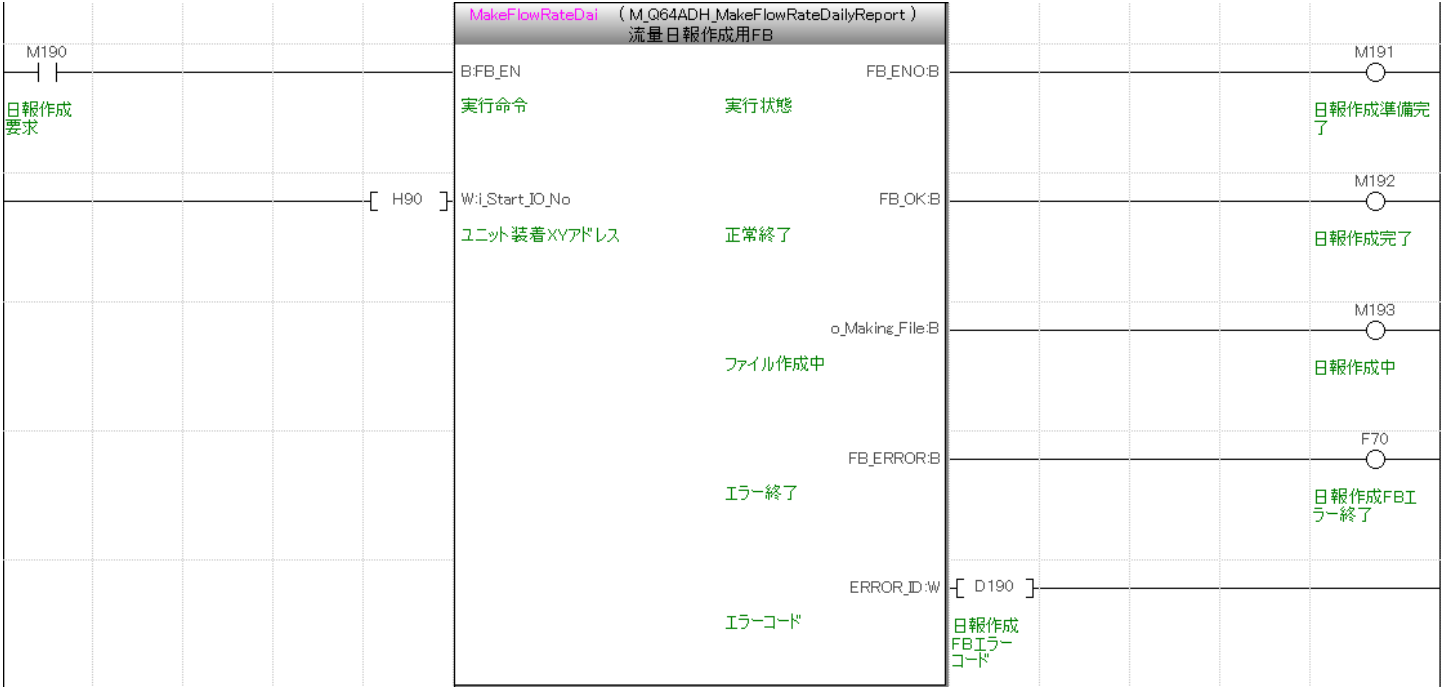 MakeFlowRateDai （M_Q64ADH_MakeFlowRateDailyReport）
流量日報作成用FB
M190
B:FB_EN
FB_ENO:B
M191
日報作成
要求
実行命令
実行状態
日報作成準備完
了
H90
W:i_Start_IO_No
FB_OK:B
M192
ユニット装着XYアドレス
正常終了
日報作成完了
o_Making_File:B
M193
ファイル作成中
日報作成中
FB_ERROR:B
F70
エラー終了
日報作成FBエ
ラー終了
ERROR_ID:W
D190
エラーコード
日報作成
FBエラー
コード